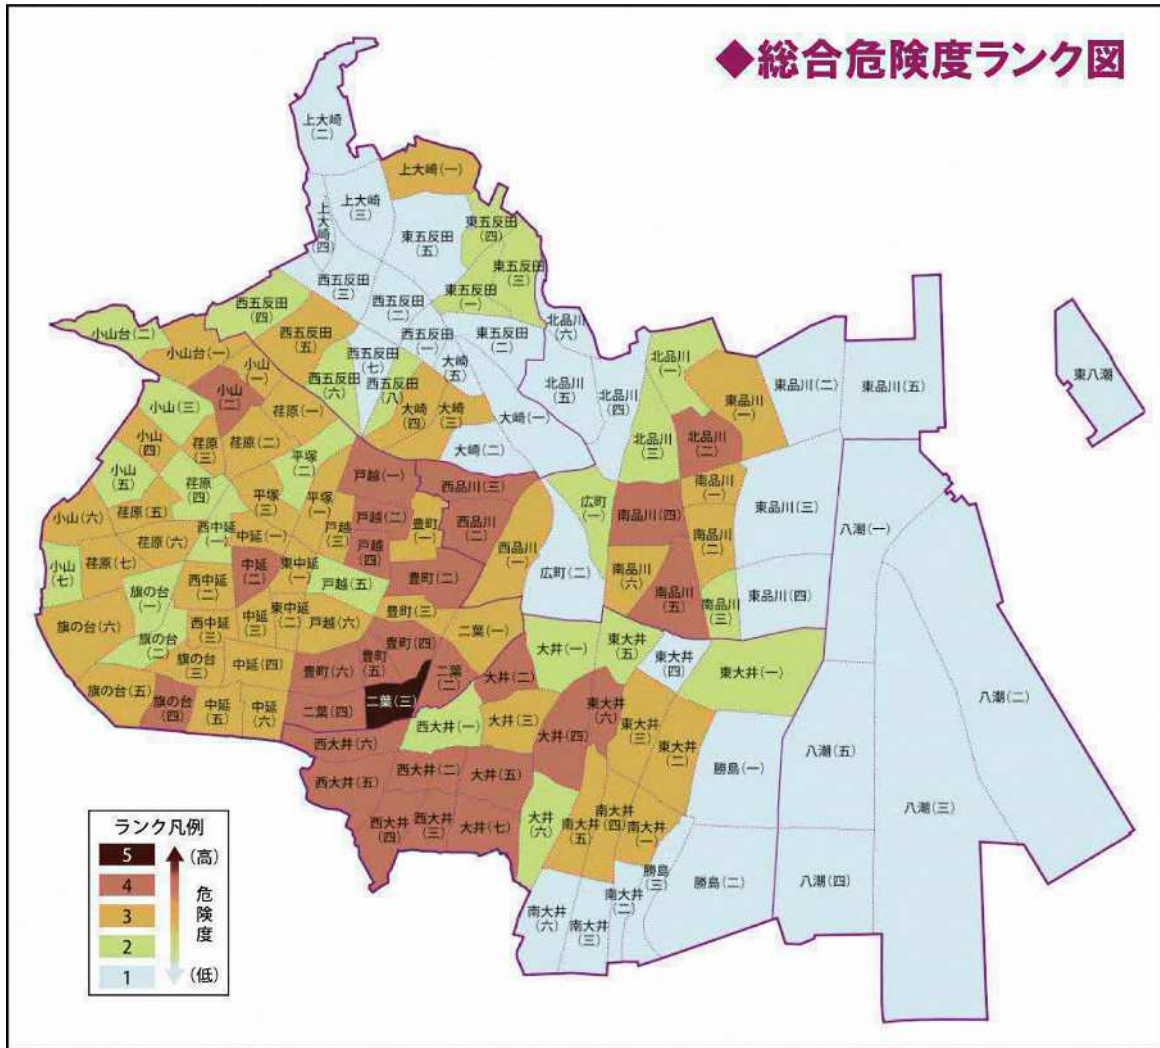 ◆総合危険度ランク図
上大崎
(二)
上大崎(一)
上大崎
(三)
上大崎(四)
東五反田
(四)
東五反田
(五)
東五反田
(三)
東五反田
(一)
西五反田
(三)
西五反田
(二)
西五反田
(四)
西五反田
(一)
東五反田
(二)
北品川
(六)
小山台(二)
小山台(一)
西五反田
(五)
西五反田
(七)
西五反田
(六)
西五反田
(八)
大崎
(五)
小山
(一)
小山
(二)
小山(三)
荏原(一)
大崎
(四)
大崎
(三)
大崎(一)
大崎(二)
北品川
(五)
北品川
(四)
北品川
(一)
北品川
(三)
北品川
(二)
東品川
(一)
東品川(二)
東品川(五)
東八潮
小山
(四)
荏原
(三)
荏原(二)
平塚
(二)
小山
(五)
荏原
(四)
平塚
(三)
平塚
(一)
戸越(一)
西品川(三)
戸越(二)
豊町
(一)
西品川
(二)
広町
(一)
南品川(四)
南品川
(一)
東品川(三)
八潮(一)
小山(六)
荏原(五)
西中延
(一)
中延(一)
戸越
(三)
戸越
(四)
西品川
(一)
南品川
(二)
荏原(六)
荏原(七)
小山
(七)
中延
(二)
東中延
(一)
戸越(五)
豊町(二)
広町(二)
南品川
(六)
南品川
(五)
南品川
(三)
東品川(四)
旗の台
(一)
西中延
(二)
中延
(三)
東中延
(二)
豊町(三)
旗の台(六)
旗の台
(二)
西中延
(三)
戸越(六)
豊町(四)
二葉(一)
大井(一)
東大井
(五)
東大井
(四)
東大井(一)
旗の台
(三)
中延(四)
豊町(六)
豊町
(五)
二葉
(二)
大井(二)
八潮(二)
旗の台(五)
旗の台
(四)
中延
(五)
中延
(六)
二葉(四)
二葉(三)
西大井(一)
大井(三)
大井(四)
東大井
(六)
東大井
(三)
東大井
(二)
西大井(六)
西大井(五)
西大井(二)
大井(五)
勝島(一)
八潮(五)
八潮(三)
西大井
(四)
西大井
(三)
大井(七)
大井
(六)
南大井
(五)
南大井
(四)
南大井
(一)
勝島
(三)
勝島(二)
八潮(四)
南大井
(二)
南大井
(六)
南大井
(三)
ランク凡例
5
(高)
4
危険度
3
2
1
(低)